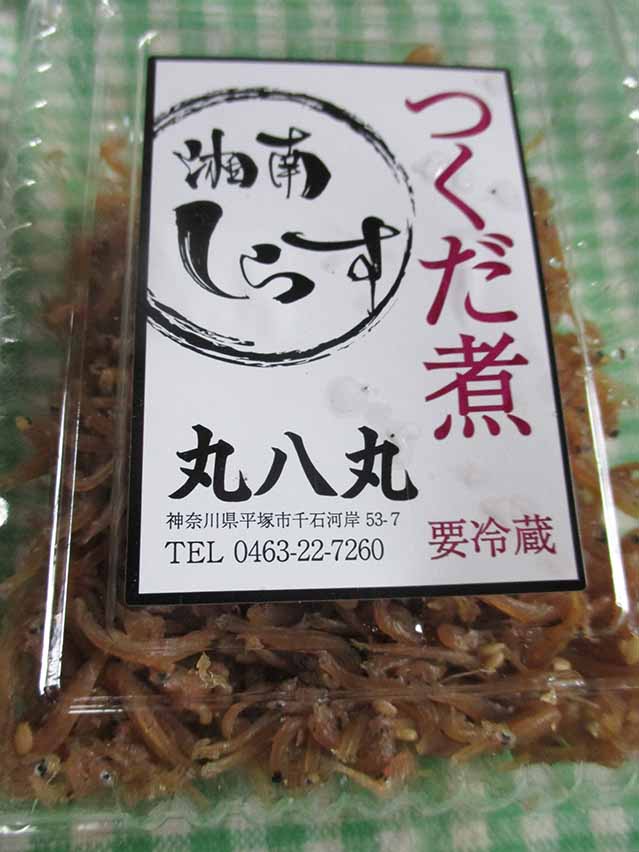 つくだ煮
湘南
しらす
丸八丸
神奈川県平塚市千石河岸 53-7
TEL 0463-22-7260
要冷蔵